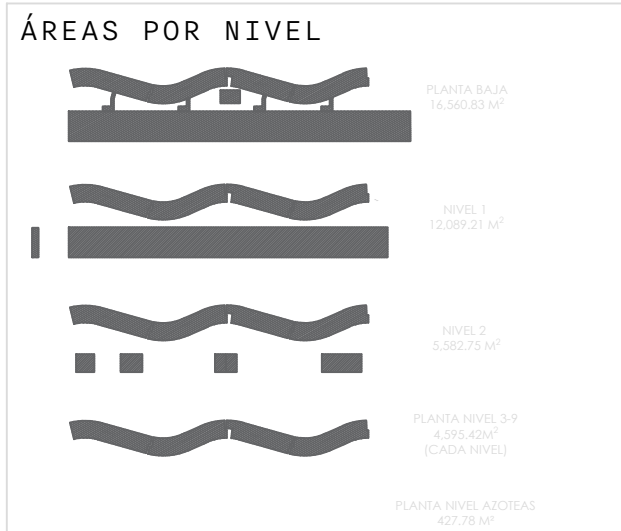 ÁREAS POR NIVEL
PLANTA BAJA
16,560.83 M²
NIVEL 1
12,089.21 M²
NIVEL 2
5,582.75 M²
PLANTA NIVEL 3-9
4,595.42M²
(CADA NIVEL)
PLANTA NIVEL AZOTEAS
427.78 M²